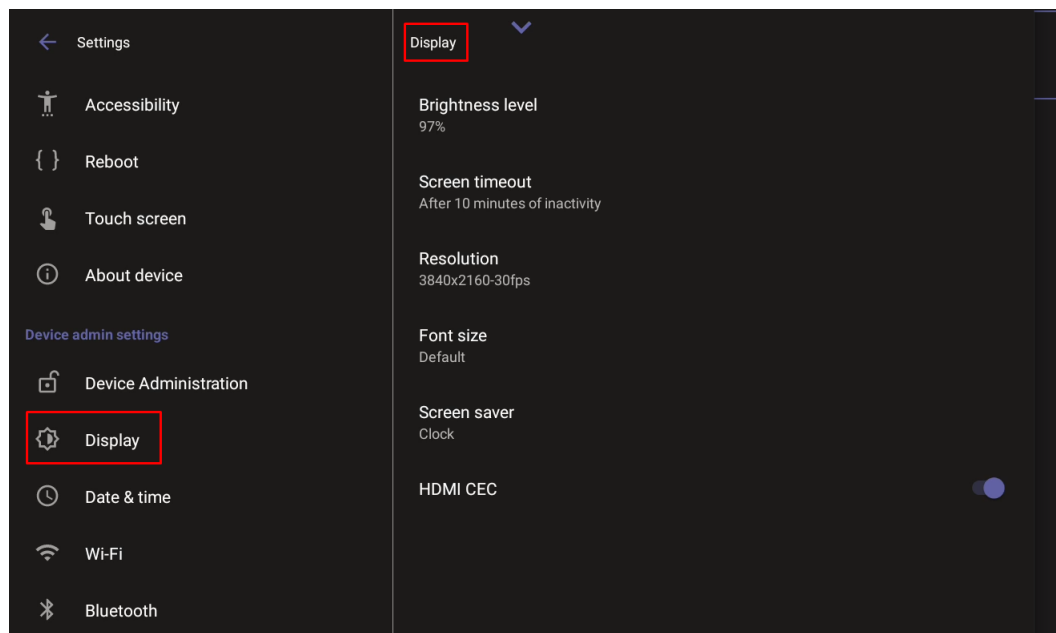 Settings
Accessibility
Reboot
Touch screen
About device
Device admin settings
Device Administration
Display
Date & time
Wi-Fi
Bluetooth
Display
Brightness level
97%
Screen timeout
After 10 minutes of inactivity
Resolution
3840x2160-30fps
Font size
Default
Screen saver
Clock
HDMI CEC